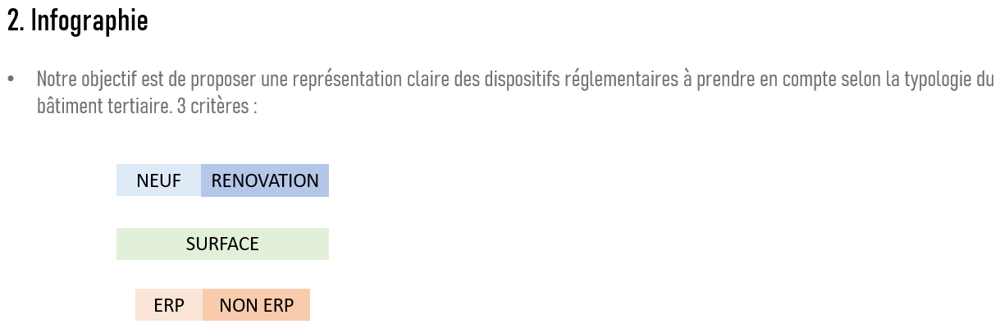 2. Infographie
• Notre objectif est de proposer une représentation claire des dispositifs réglementaires à prendre en compte selon la typologie du
bâtiment tertiaire. 3 critères :
NEUF RENOVATION
SURFACE
ERP NON ERP